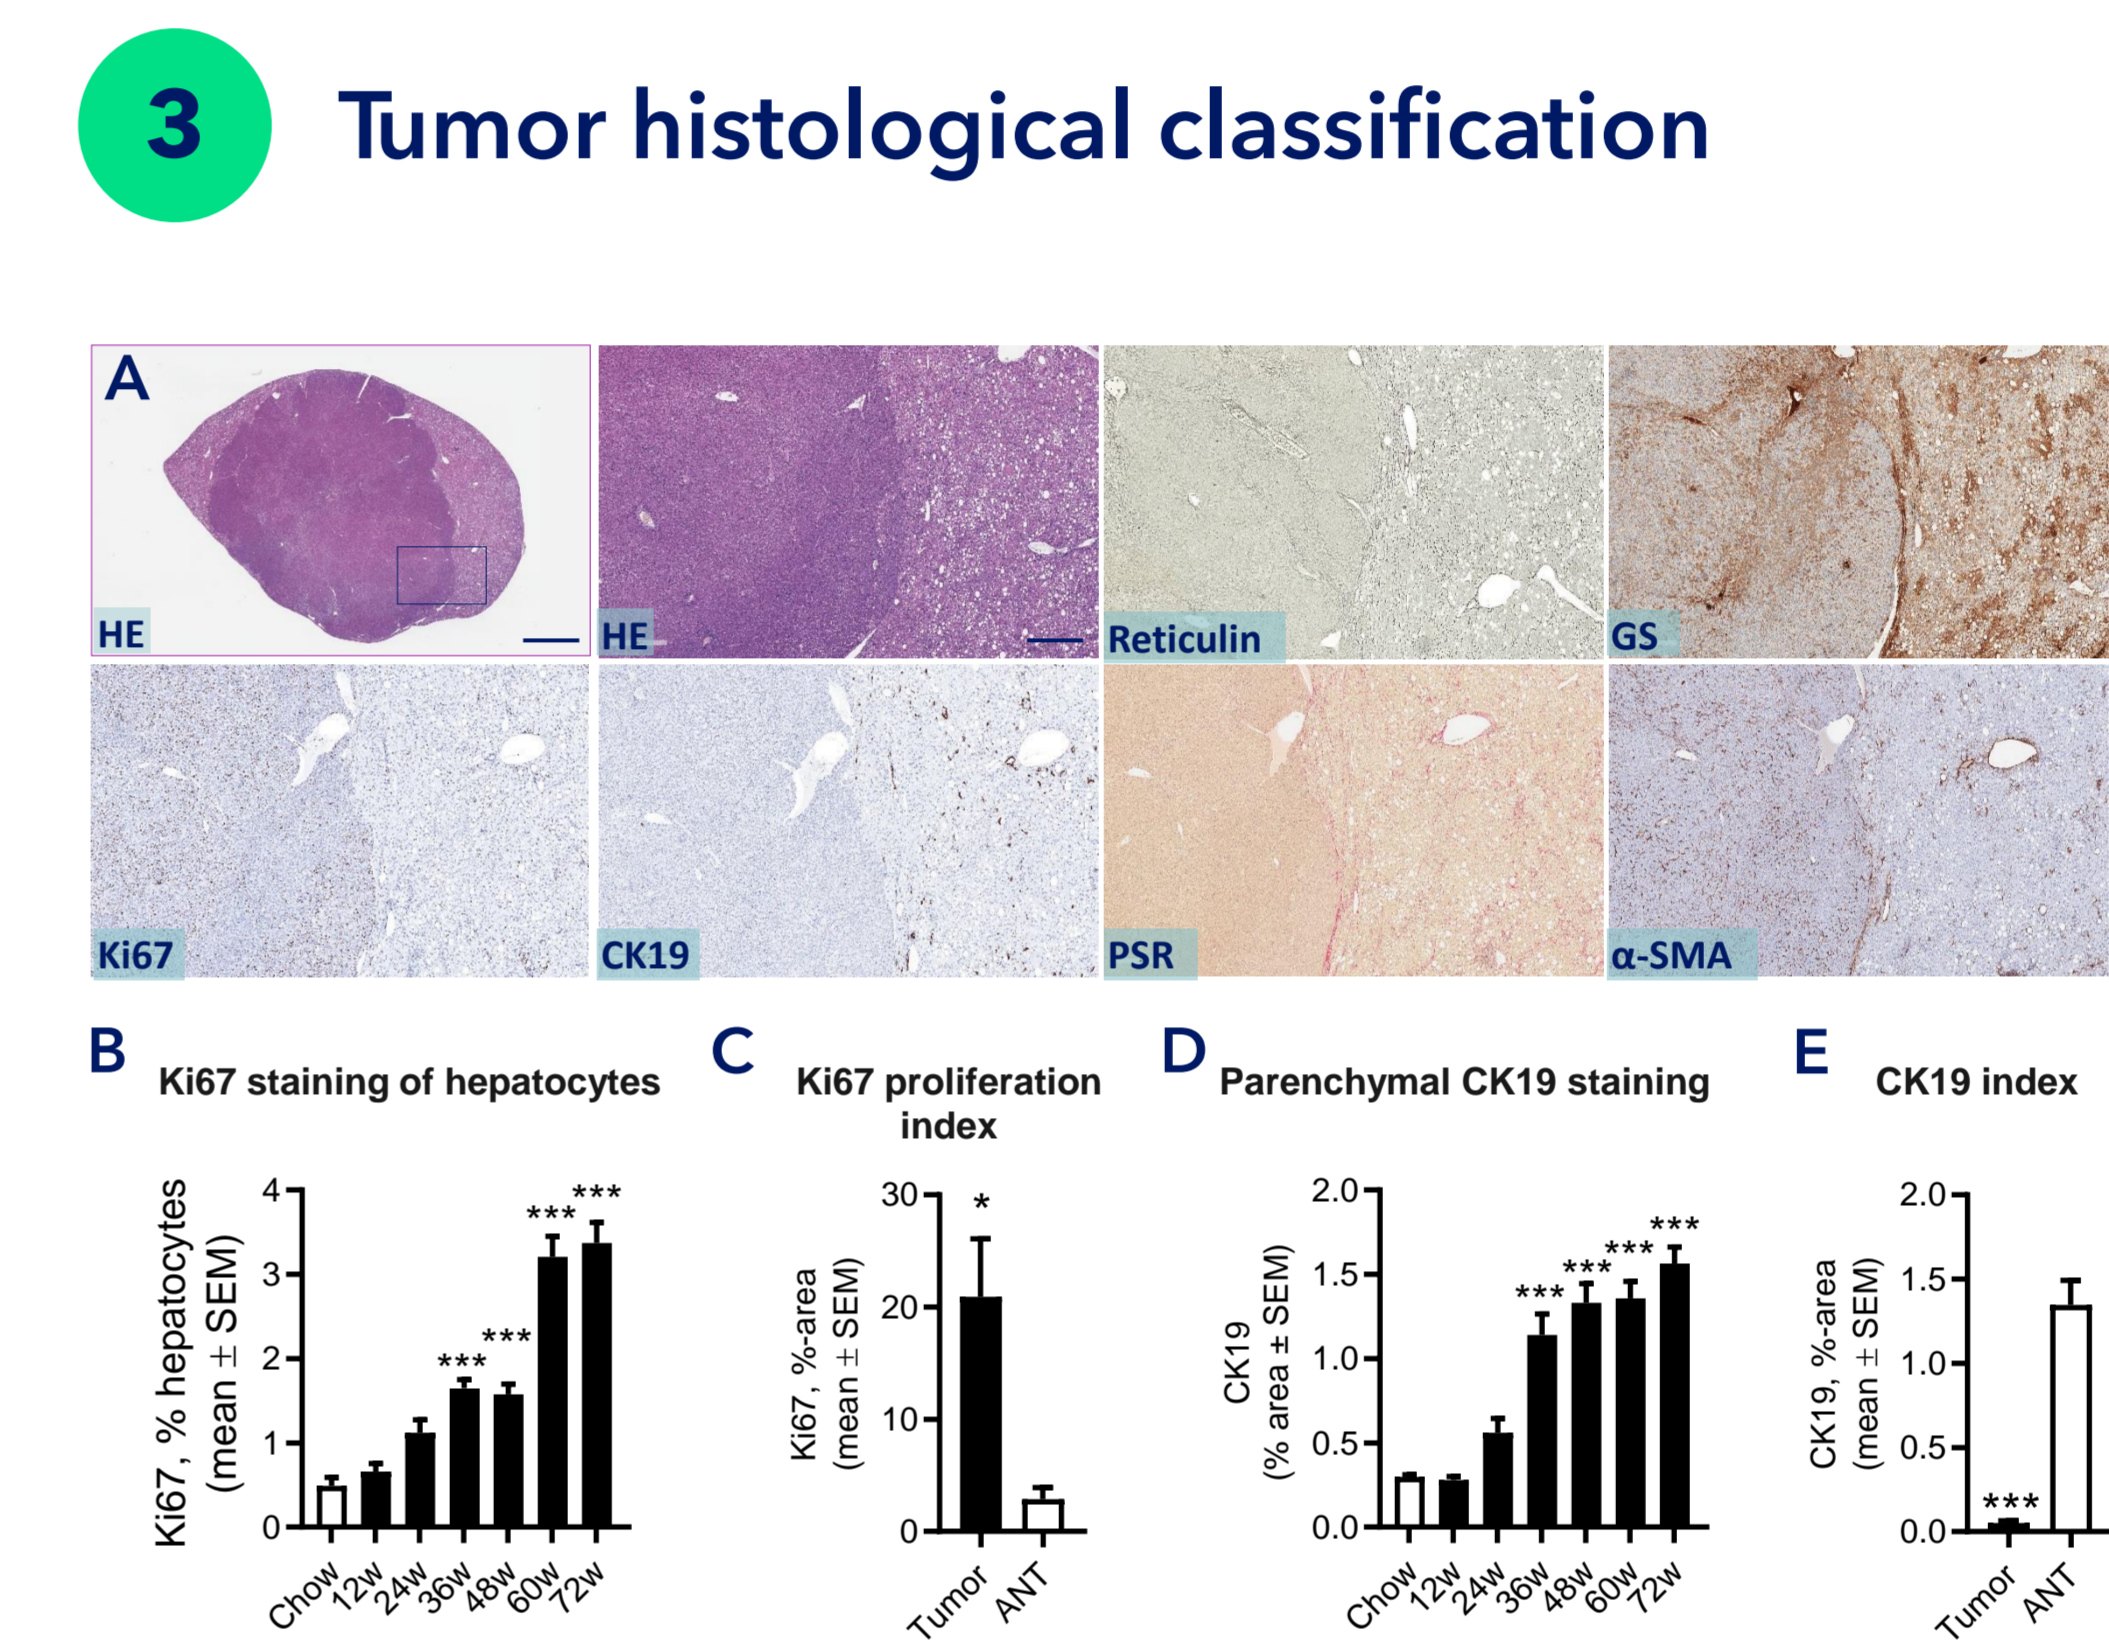 3
Tumor histological classification
A
HE
HE
Reticulin
GS
Ki67
CK19
PSR
α-SMA
B
Ki67 staining of hepatocytes
Ki67, % hepatocytes
(mean ± SEM)
4
3
2
1
0
***
***
***
***
Chow
12w
24w
36w
48w
60w
72w
C
Ki67 proliferation
index
Ki67, %-area
(mean ± SEM)
30
20
10
0
*
Tumor
ANT
D
Parenchymal CK19 staining
CK19
(% area ± SEM)
2.0
1.5
1.0
0.5
0.0
***
***
***
***
Chow
12w
24w
36w
48w
60w
72w
E
CK19 index
CK19, %-area
(mean ± SEM)
2.0
1.5
1.0
0.5
0.0
***
Tumor
ANT